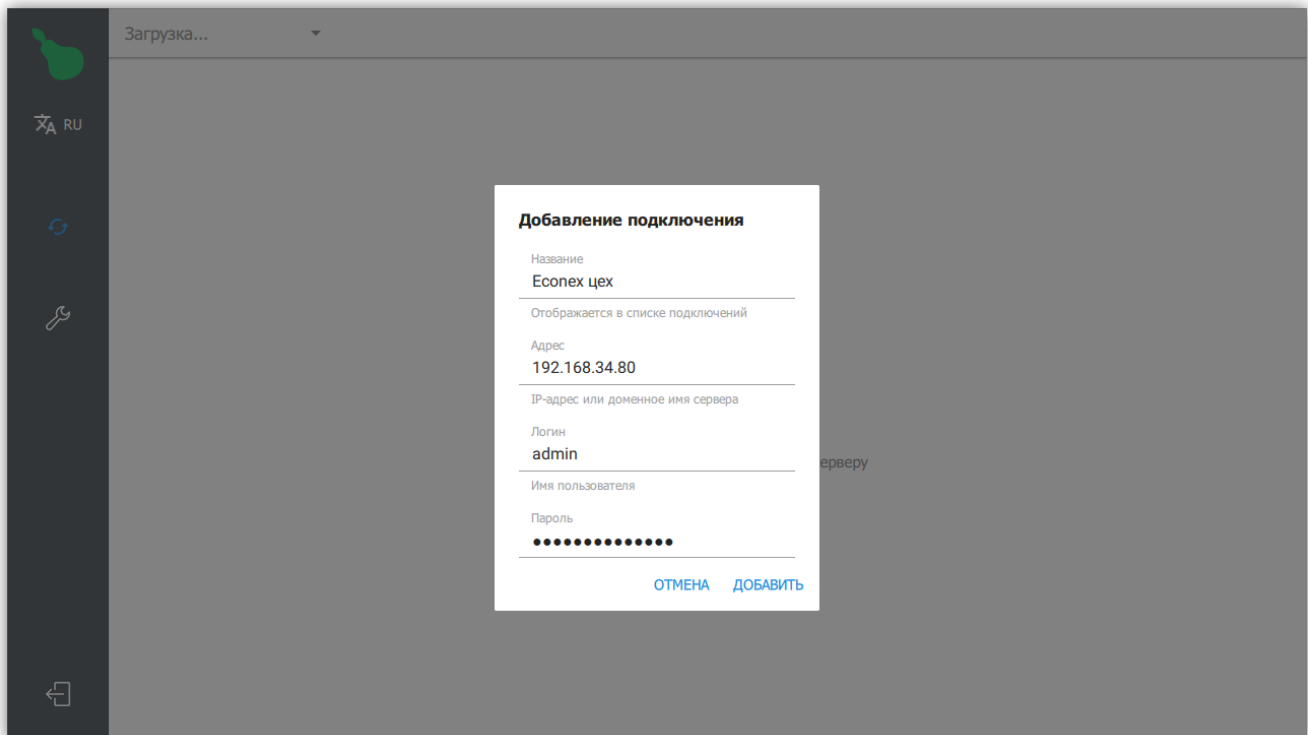 Загрузка...
RU
Добавление подключения
Название
Econex цех
Отображается в списке подключений
Адрес
192.168.34.80
IP-адрес или доменное имя сервера
Логин
admin
ерверу
Имя пользователя
Пароль
••••••••••••••
ОТМЕНА ДОБАВИТЬ